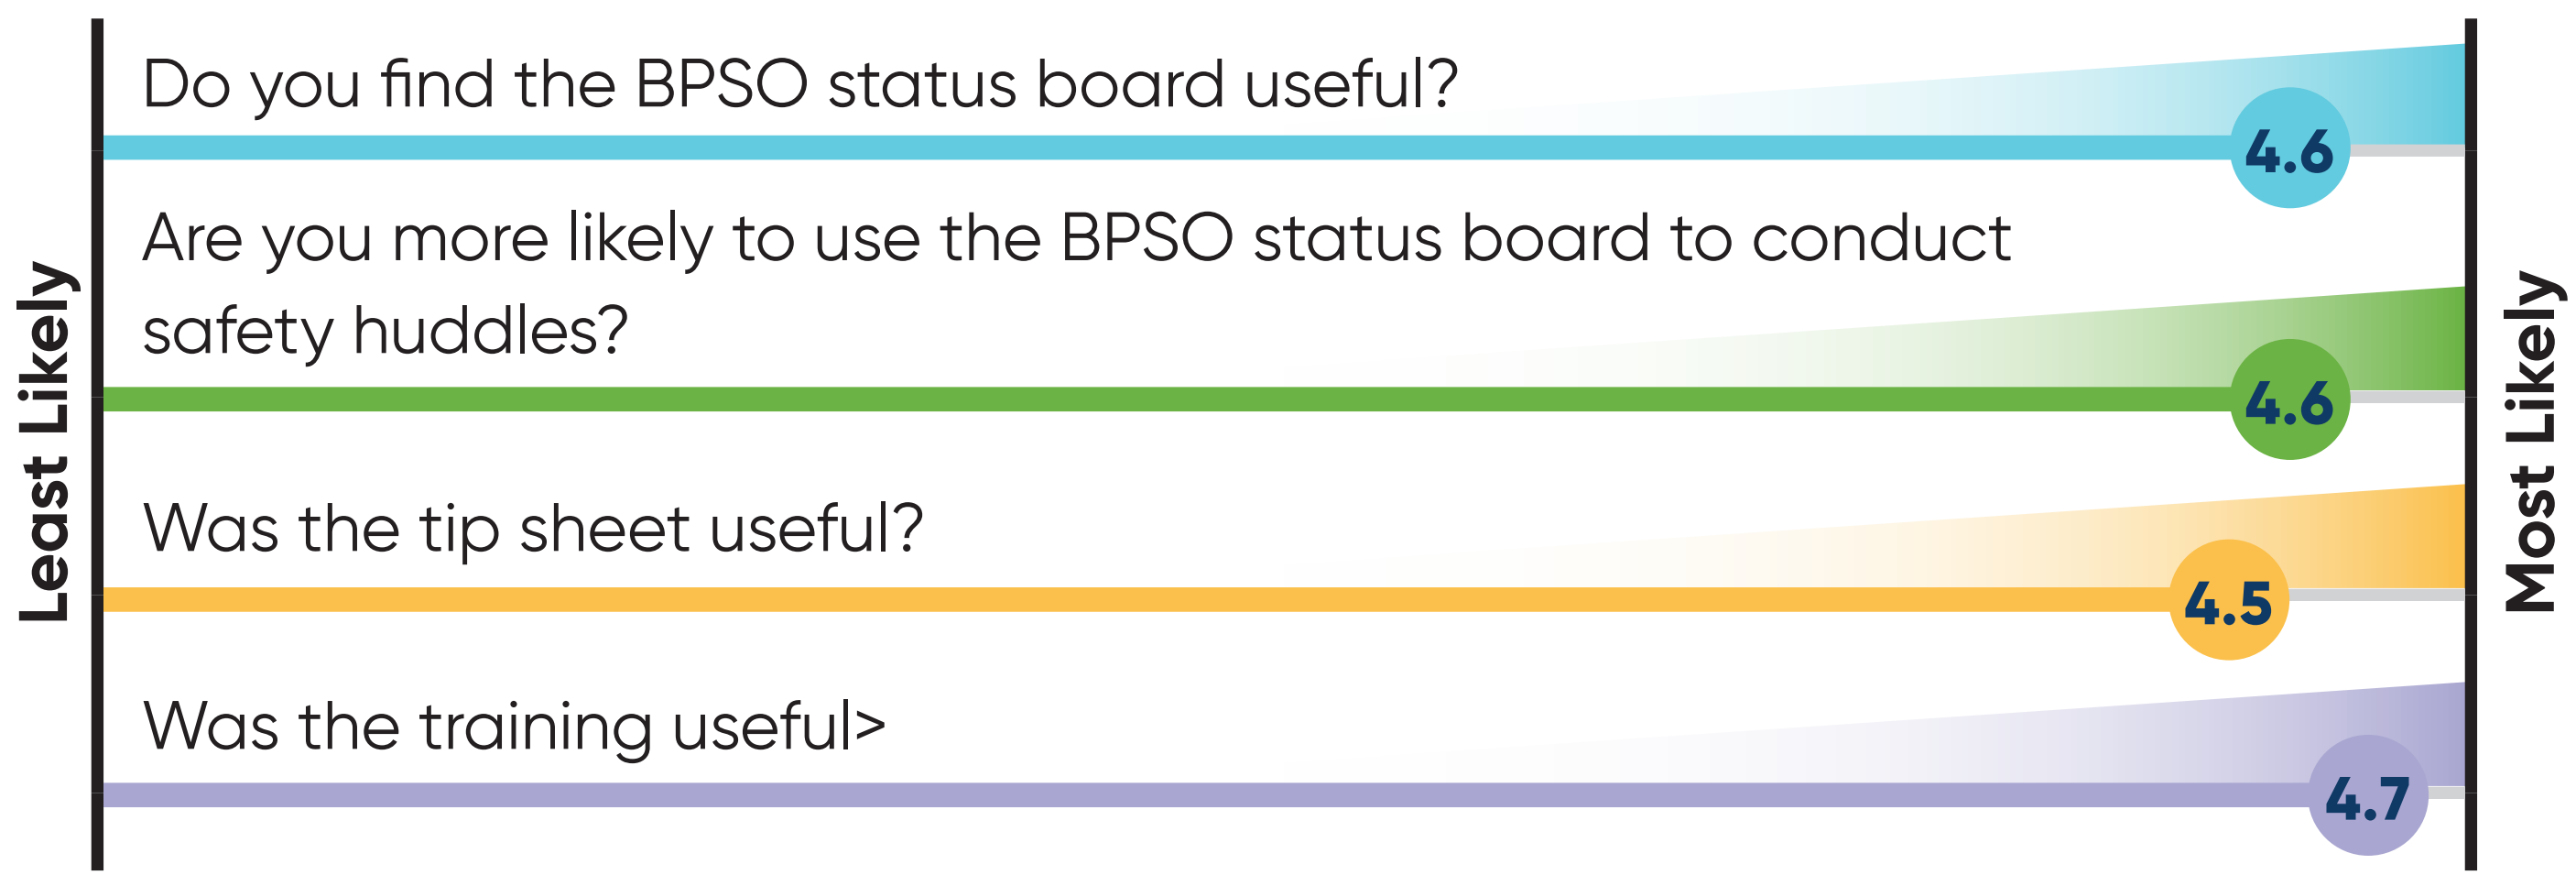 Least Likely
Do you find the BPSO status board useful?
4.6
Are you more likely to use the BPSO status board to conduct
safety huddles?
4.6
Was the tip sheet useful?
4.5
Was the training useful>
4.7
Most Likely